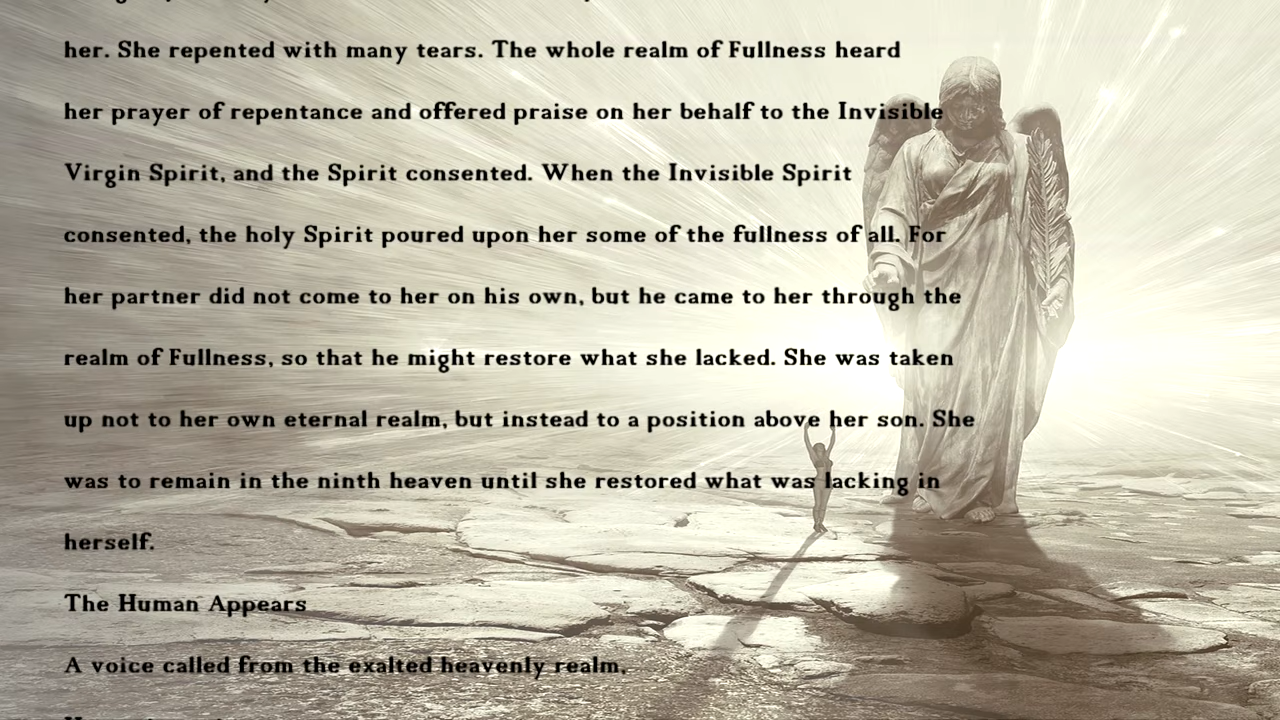 her. She repented with many tears. The whole realm of Fullness heard
her prayer of repentance and offered praise on her behalf to the Invisible
Virgin Spirit, and the Spirit consented. When the Invisible Spirit
consented, the holy Spirit poured upon her some of the fullness of all. For
her partner did not come to her on his own, but he came to her through the
realm of Fullness, so that he might restore what she lacked. She was taken
up not to her own eternal realm, but instead to a position above her son. She
was to remain in the ninth heaven until she restored what was lacking in
herself.
The Human Appears
A voice called from the exalted heavenly realm,